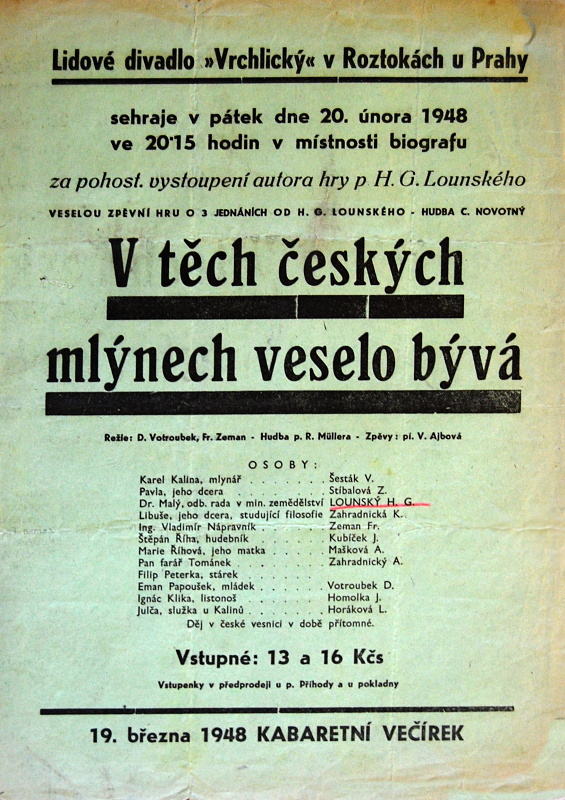 Lidové divadlo »Vrchlický« v Roztokách u Prahy
sehraje v pátek dne 20. února 1948
ve 20·15 hodin v místnosti biografu
za pohost. vystoupení autora hry p H. G. Lounského
VESELOU ZPĚVNÍ HRU O 3 JEDNÁNÍCH OD H. G. LOUNSKÉHO - HUDBA C. NOVOTNÝ
V těch českých
mlýnech veselo bývá
Režie: D. Votroubek, Fr. Zeman - Hudba p. R. Müllera - Zpěvy: pí. V. Ajbová
OSOBY:
Karel Kalina, mlynář . . . . . . . . Šesták V.
Pavla, jeho dcera . . . . . . . . . Stíbalová Z.
Dr. Malý, odb. rada v min. zemědělství LOUNSKÝ H. G.
Libuše, jeho dcera, studující filosofie Zahradnická K.
Ing. Vladimír Nápravník . . . . . . Zeman Fr.
Štěpán Říha, hudebník . . . . . . . Kubíček J.
Marie Říhová, jeho matka . . . . . Mašková A.
Pan farář Tománek . . . . . . . . Zahradnický A.
Filip Peterka, stárek . . . . . . .
Eman Papoušek, mládek . . . . . . Votroubek D.
Ignác Klika, listonoš . . . . . . . Homolka J.
Julča, služka u Kalinů . . . . . . . Horáková L.
Děj v české vesnici v době přítomné.
Vstupné: 13 a 16 Kčs
Vstupenky v předprodeji u p. Příhody a u pokladny
19. března 1948 KABARETNÍ VEČÍREK